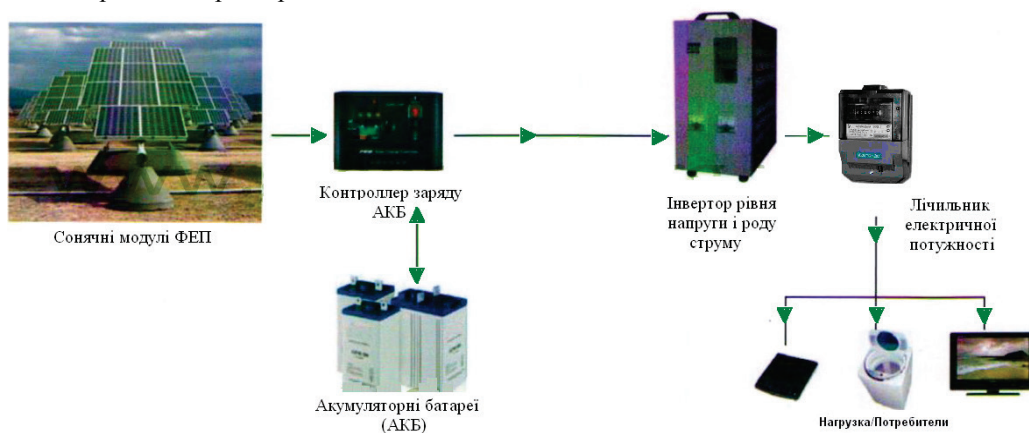 Сонячні модулі ФЕП
Контроллер заряду
АКБ
Інвертор рівня
напруги і роду
струму
Лічильник
електричної
потужності
Акумуляторні батареї
(АКБ)
Нагрузка/Потребители